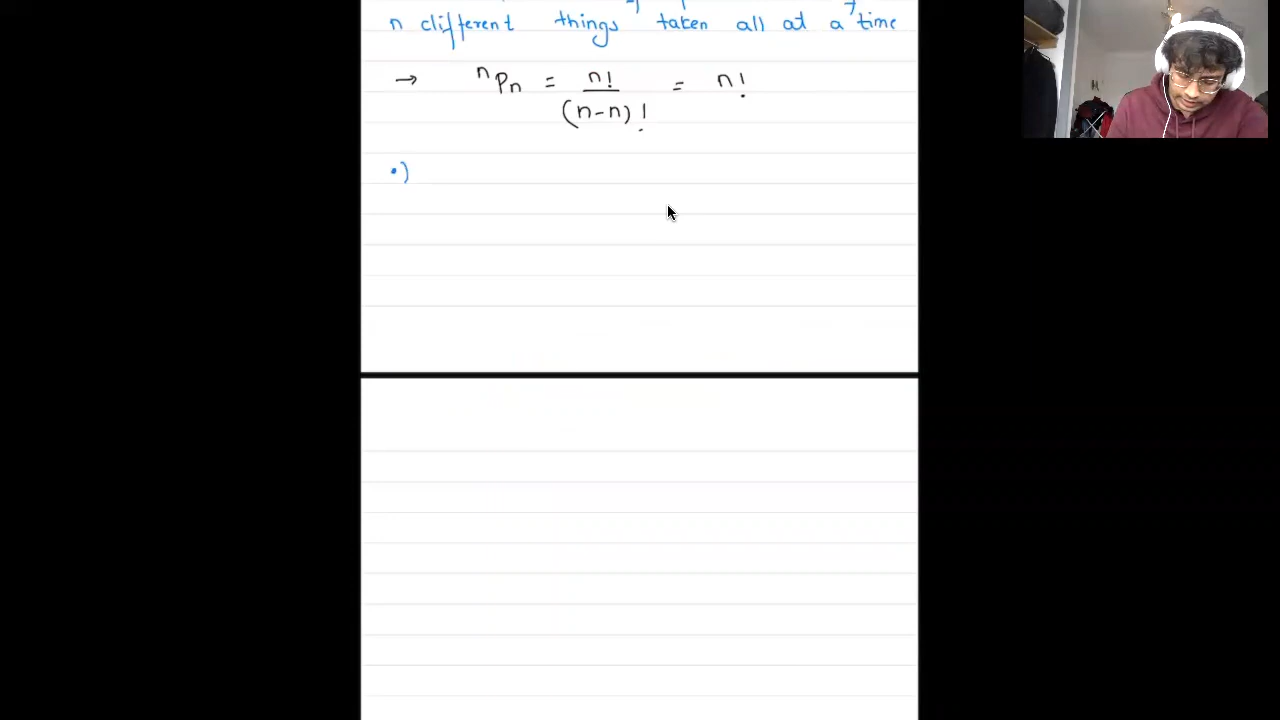 n different things taken all at a time
→ ⁿPₙ = n!/(n-n)! = n!
•)